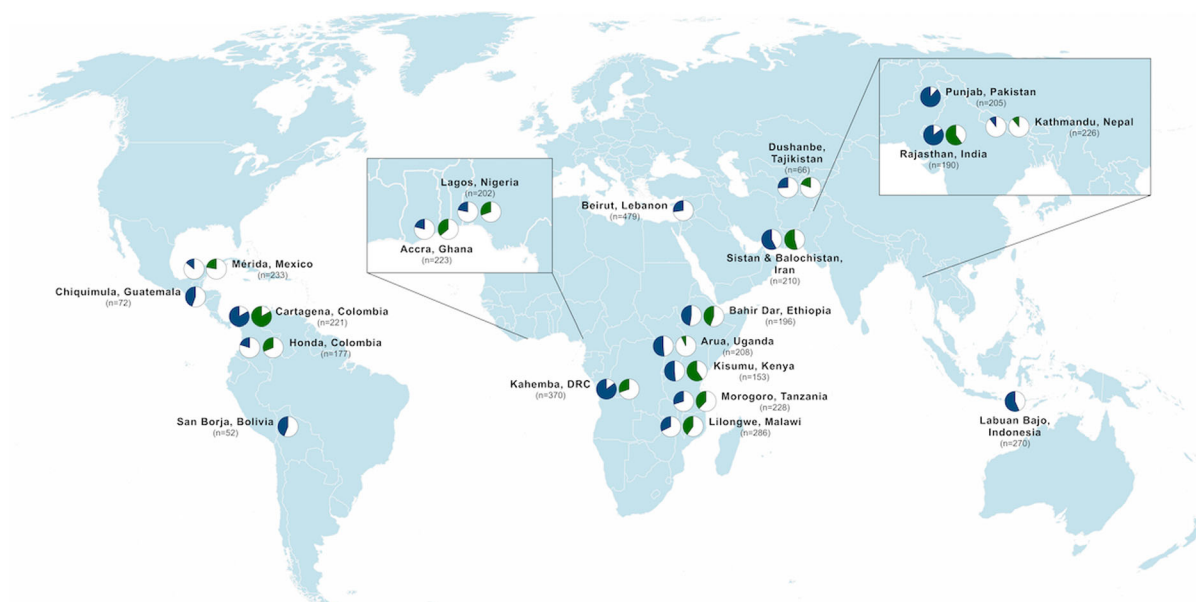 Punjab, Pakistan
(n=205)
Kathmandu, Nepal
(n=226)
Rajasthan, India
(n=190)
Dushanbe,
Tajikistan
(n=66)
Lagos, Nigeria
(n=202)
Accra, Ghana
(n=223)
Beirut, Lebanon
(n=479)
Sistan & Balochistan,
Iran
(n=210)
Mérida, Mexico
(n=233)
Chiquimula, Guatemala
(n=72)
Cartagena, Colombia
(n=221)
Honda, Colombia
(n=177)
Bahir Dar, Ethiopia
(n=196)
Arua, Uganda
(n=208)
Kisumu, Kenya
(n=153)
Kahemba, DRC
(n=370)
Morogoro, Tanzania
(n=228)
Lilongwe, Malawi
(n=286)
San Borja, Bolivia
(n=52)
Labuan Bajo,
Indonesia
(n=270)